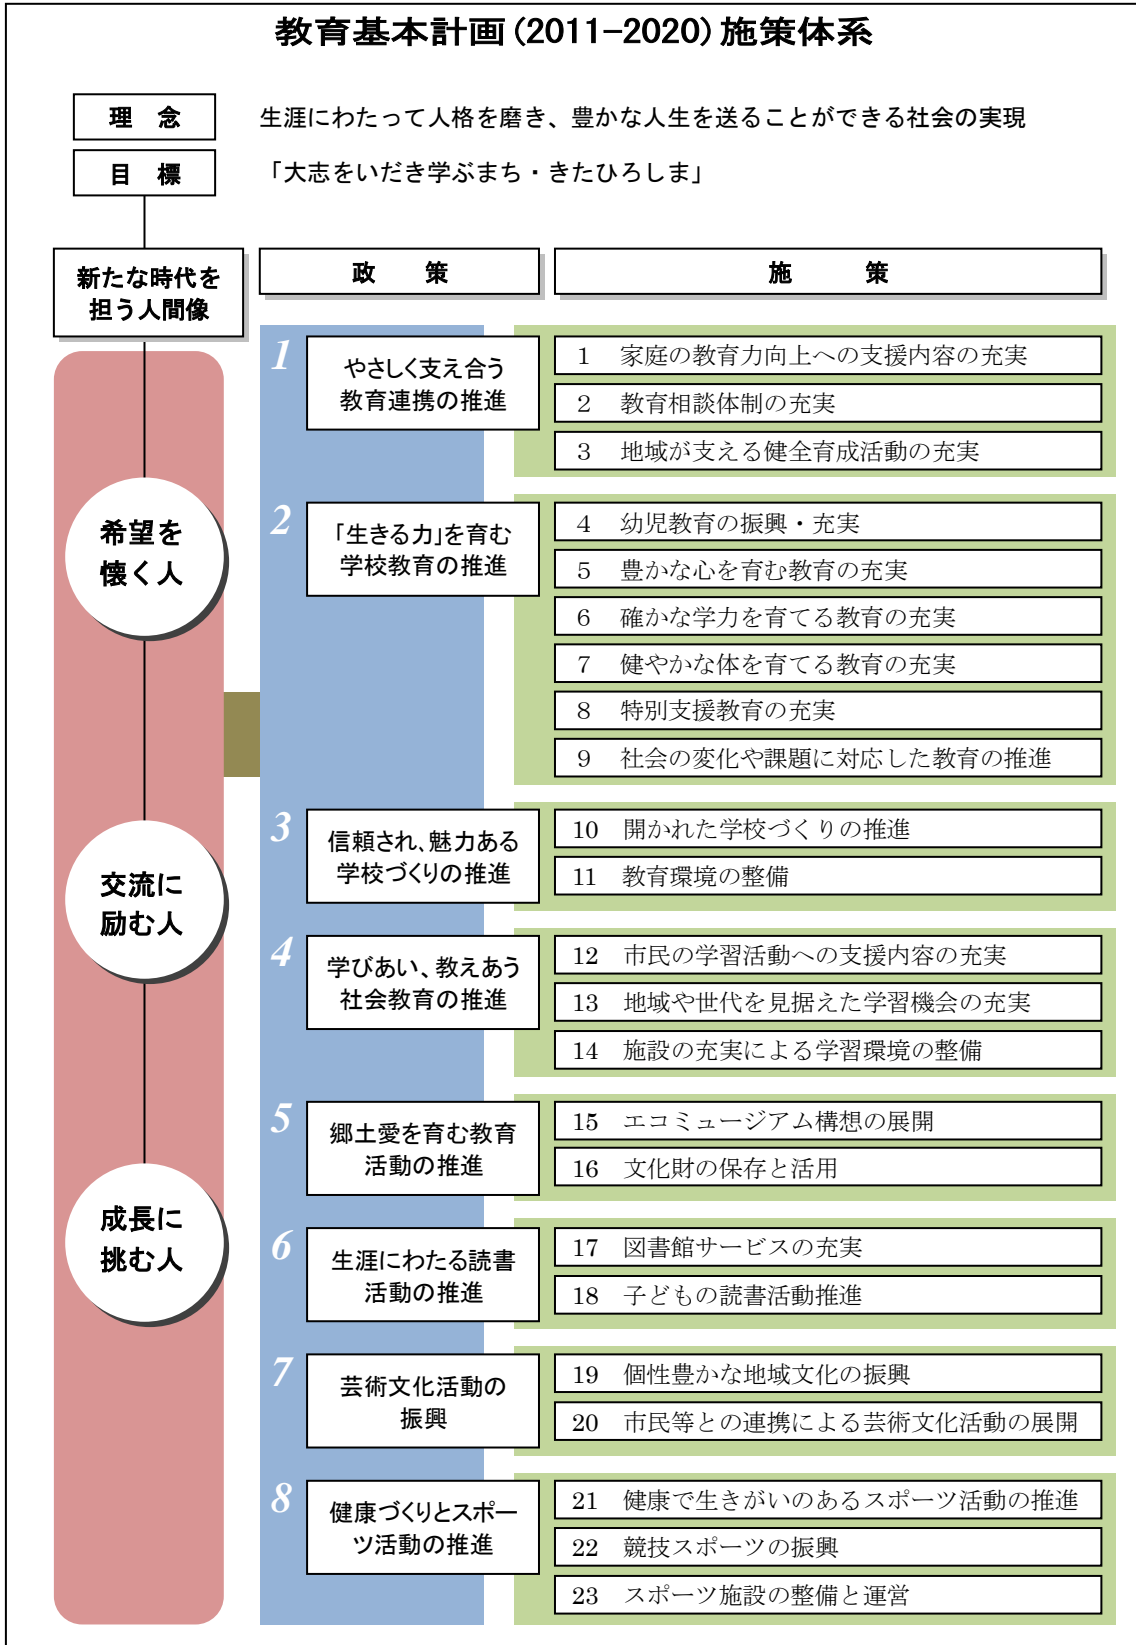 教育基本計画(2011-2020)施策体系
理　念
生涯にわたって人格を磨き、豊かな人生を送ることができる社会の実現
目　標
「大志をいだき学ぶまち・きたひろしま」
新たな時代を
担う人間像
政　　策
施　　策
希望を
懐く人
交流に
励む人
成長に
挑む人
1
やさしく支え合う
教育連携の推進
1　家庭の教育力向上への支援内容の充実
2　教育相談体制の充実
3　地域が支える健全育成活動の充実
2
「生きる力」を育む
学校教育の推進
4　幼児教育の振興・充実
5　豊かな心を育む教育の充実
6　確かな学力を育てる教育の充実
7　健やかな体を育てる教育の充実
8　特別支援教育の充実
9　社会の変化や課題に対応した教育の推進
3
信頼され、魅力ある
学校づくりの推進
10　開かれた学校づくりの推進
11　教育環境の整備
4
学びあい、教えあう
社会教育の推進
12　市民の学習活動への支援内容の充実
13　地域や世代を見据えた学習機会の充実
14　施設の充実による学習環境の整備
5
郷土愛を育む教育
活動の推進
15　エコミュージアム構想の展開
16　文化財の保存と活用
6
生涯にわたる読書
活動の推進
17　図書館サービスの充実
18　子どもの読書活動推進
7
芸術文化活動の
振興
19　個性豊かな地域文化の振興
20　市民等との連携による芸術文化活動の展開
8
健康づくりとスポー
ツ活動の推進
21　健康で生きがいのあるスポーツ活動の推進
22　競技スポーツの振興
23　スポーツ施設の整備と運営